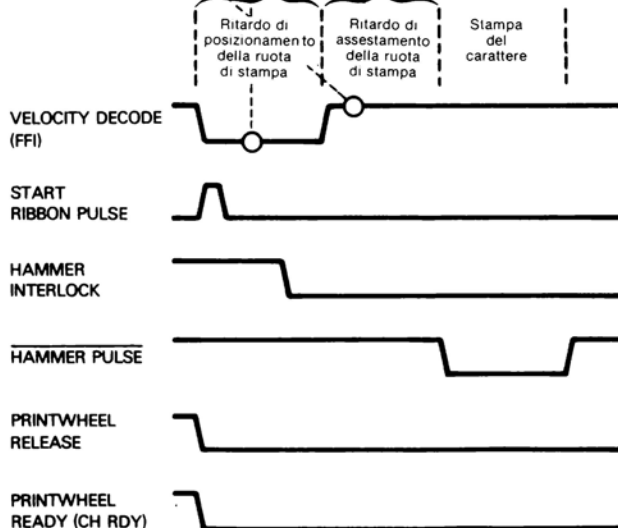 Ritardo di
posizionamento
della ruota
di stampa
Ritardo di
assestamento
della ruota
di stampa
Stampa
del
carattere
VELOCITY DECODE
(FFI)
START
RIBBON PULSE
HAMMER
INTERLOCK
HAMMER PULSE
PRINTWHEEL
RELEASE
PRINTWHEEL
READY (CH RDY)